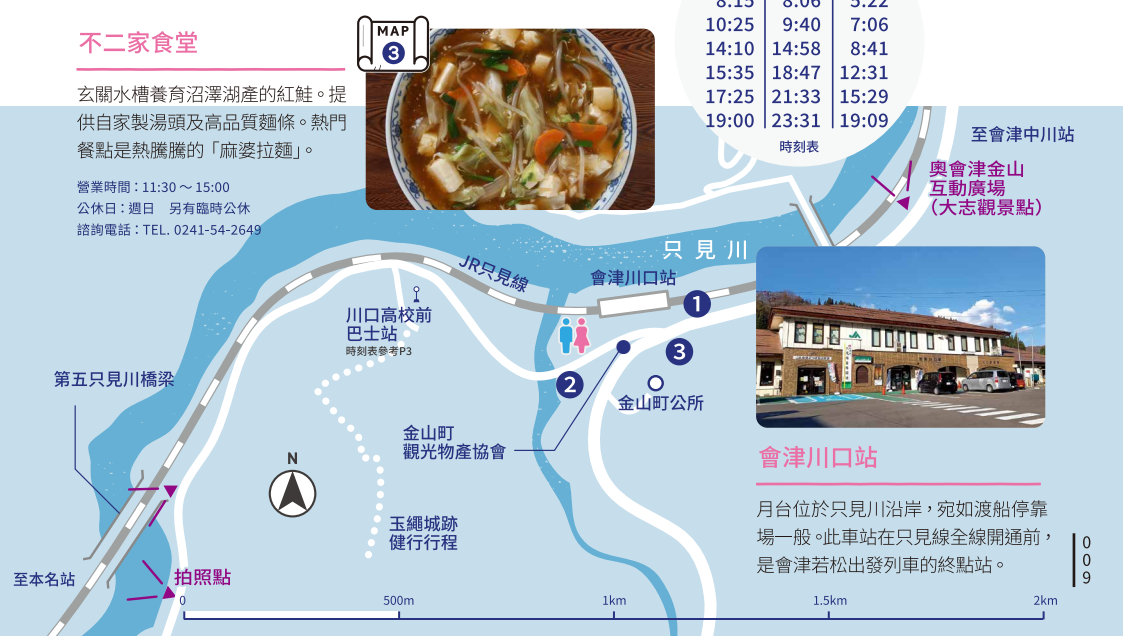 不二家食堂
玄關水槽養育沼澤湖產的紅鮭。提
供自家製湯頭及高品質麵條。熱門
餐點是熱騰騰的「麻婆拉麵」。
營業時間：11:30 ～ 15:00
公休日：週日　另有臨時公休
諮詢電話：TEL. 0241-54-2649
MAP
3
8:15 8:06 5:22
10:25 9:40 7:06
14:10 14:58 8:41
15:35 18:47 12:31
17:25 21:33 15:29
19:00 23:31 19:09
時刻表
至會津中川站
奧會津金山
互動廣場
（大志觀景點）
只見川
JR只見線
會津川口站
1
川口高校前
巴士站
時刻表參考P3
3
2
金山町公所
第五只見川橋梁
金山町
觀光物產協會
N
玉繩城跡
健行行程
至本名站
拍照點
會津川口站
月台位於只見川沿岸，宛如渡船停靠
場一般。此車站在只見線全線開通前，
是會津若松出發列車的終點站。
009
0 500m 1km 1.5km 2km